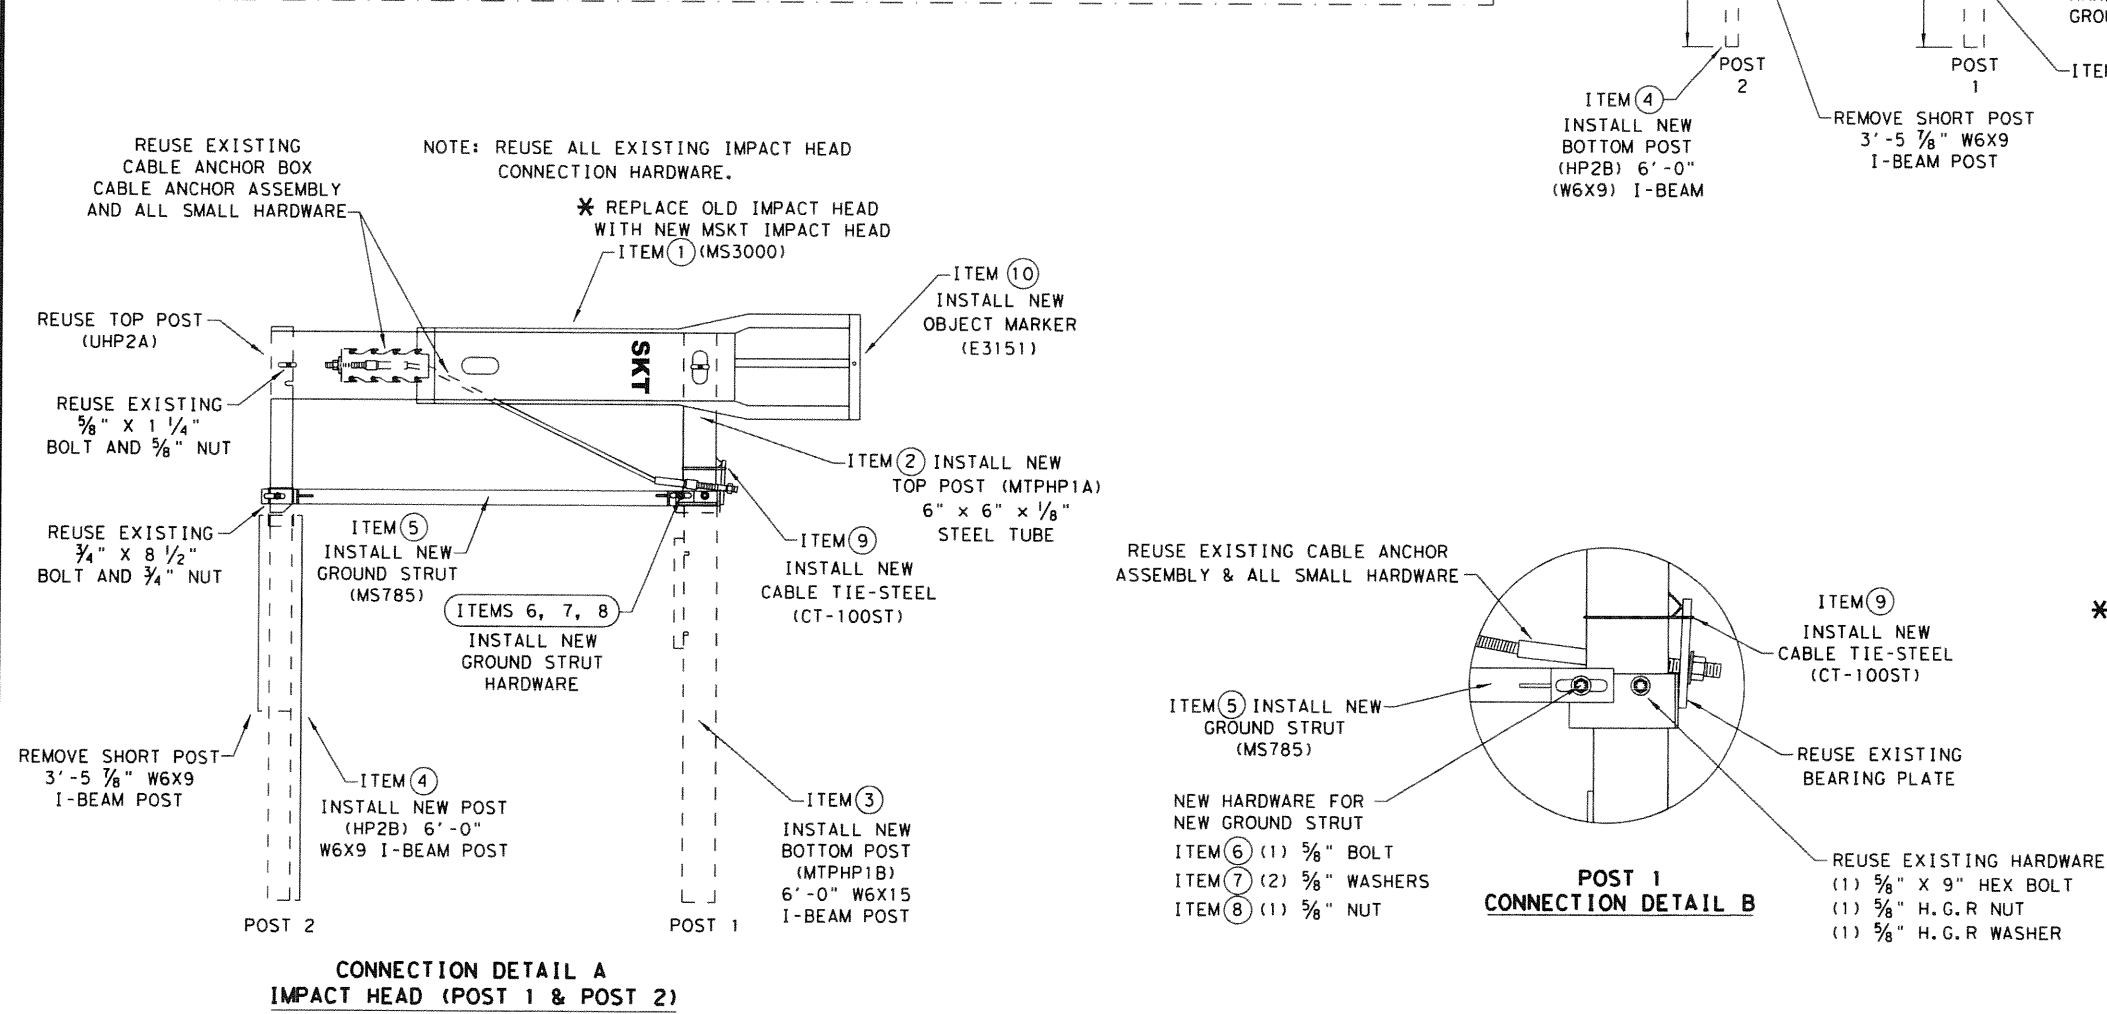 GROU
POST
2
POST
1
ITEM 4
INSTALL NEW
BOTTOM POST
(HP2B) 6'-0"
(W6X9) I-BEAM
REMOVE SHORT POST
3'-5 7/8" W6X9
I-BEAM POST
REUSE EXISTING
CABLE ANCHOR BOX
CABLE ANCHOR ASSEMBLY
AND ALL SMALL HARDWARE
NOTE: REUSE ALL EXISTING IMPACT HEAD
CONNECTION HARDWARE.
* REPLACE OLD IMPACT HEAD
WITH NEW MSKT IMPACT HEAD
ITEM 1 (MS3000)
ITEM 10
INSTALL NEW
OBJECT MARKER
(E3151)
REUSE TOP POST
(UHP2A)
SKT
REUSE EXISTING
5/8" X 1 1/4"
BOLT AND 5/8" NUT
ITEM 2 INSTALL NEW
TOP POST (MTPHP1A)
6" x 6" x 1/8"
STEEL TUBE
REUSE EXISTING
3/4" X 8 1/2"
BOLT AND 3/4" NUT
ITEM 5
INSTALL NEW
GROUND STRUT
(MS785)
ITEMS 6, 7, 8
INSTALL NEW
GROUND STRUT
HARDWARE
ITEM 9
INSTALL NEW
CABLE TIE-STEEL
(CT-100ST)
REMOVE SHORT POST
3'-5 7/8" W6X9
I-BEAM POST
ITEM 4
INSTALL NEW POST
(HP2B) 6'-0"
W6X9 I-BEAM POST
ITEM 3
INSTALL NEW
BOTTOM POST
(MTPHP1B)
6'-0" W6X15
I-BEAM POST
POST 2
POST 1
CONNECTION DETAIL A
IMPACT HEAD (POST 1 & POST 2)
REUSE EXISTING CABLE ANCHOR
ASSEMBLY & ALL SMALL HARDWARE
ITEM 9
INSTALL NEW
CABLE TIE-STEEL
(CT-100ST)
*
ITEM 5 INSTALL NEW
GROUND STRUT
(MS785)
REUSE EXISTING
BEARING PLATE
NEW HARDWARE FOR
NEW GROUND STRUT
ITEM 6 (1) 5/8" BOLT
ITEM 7 (2) 5/8" WASHERS
ITEM 8 (1) 5/8" NUT
REUSE EXISTING HARDWARE
(1) 5/8" X 9" HEX BOLT
(1) 5/8" H.G.R NUT
(1) 5/8" H.G.R WASHER
POST 1
CONNECTION DETAIL B